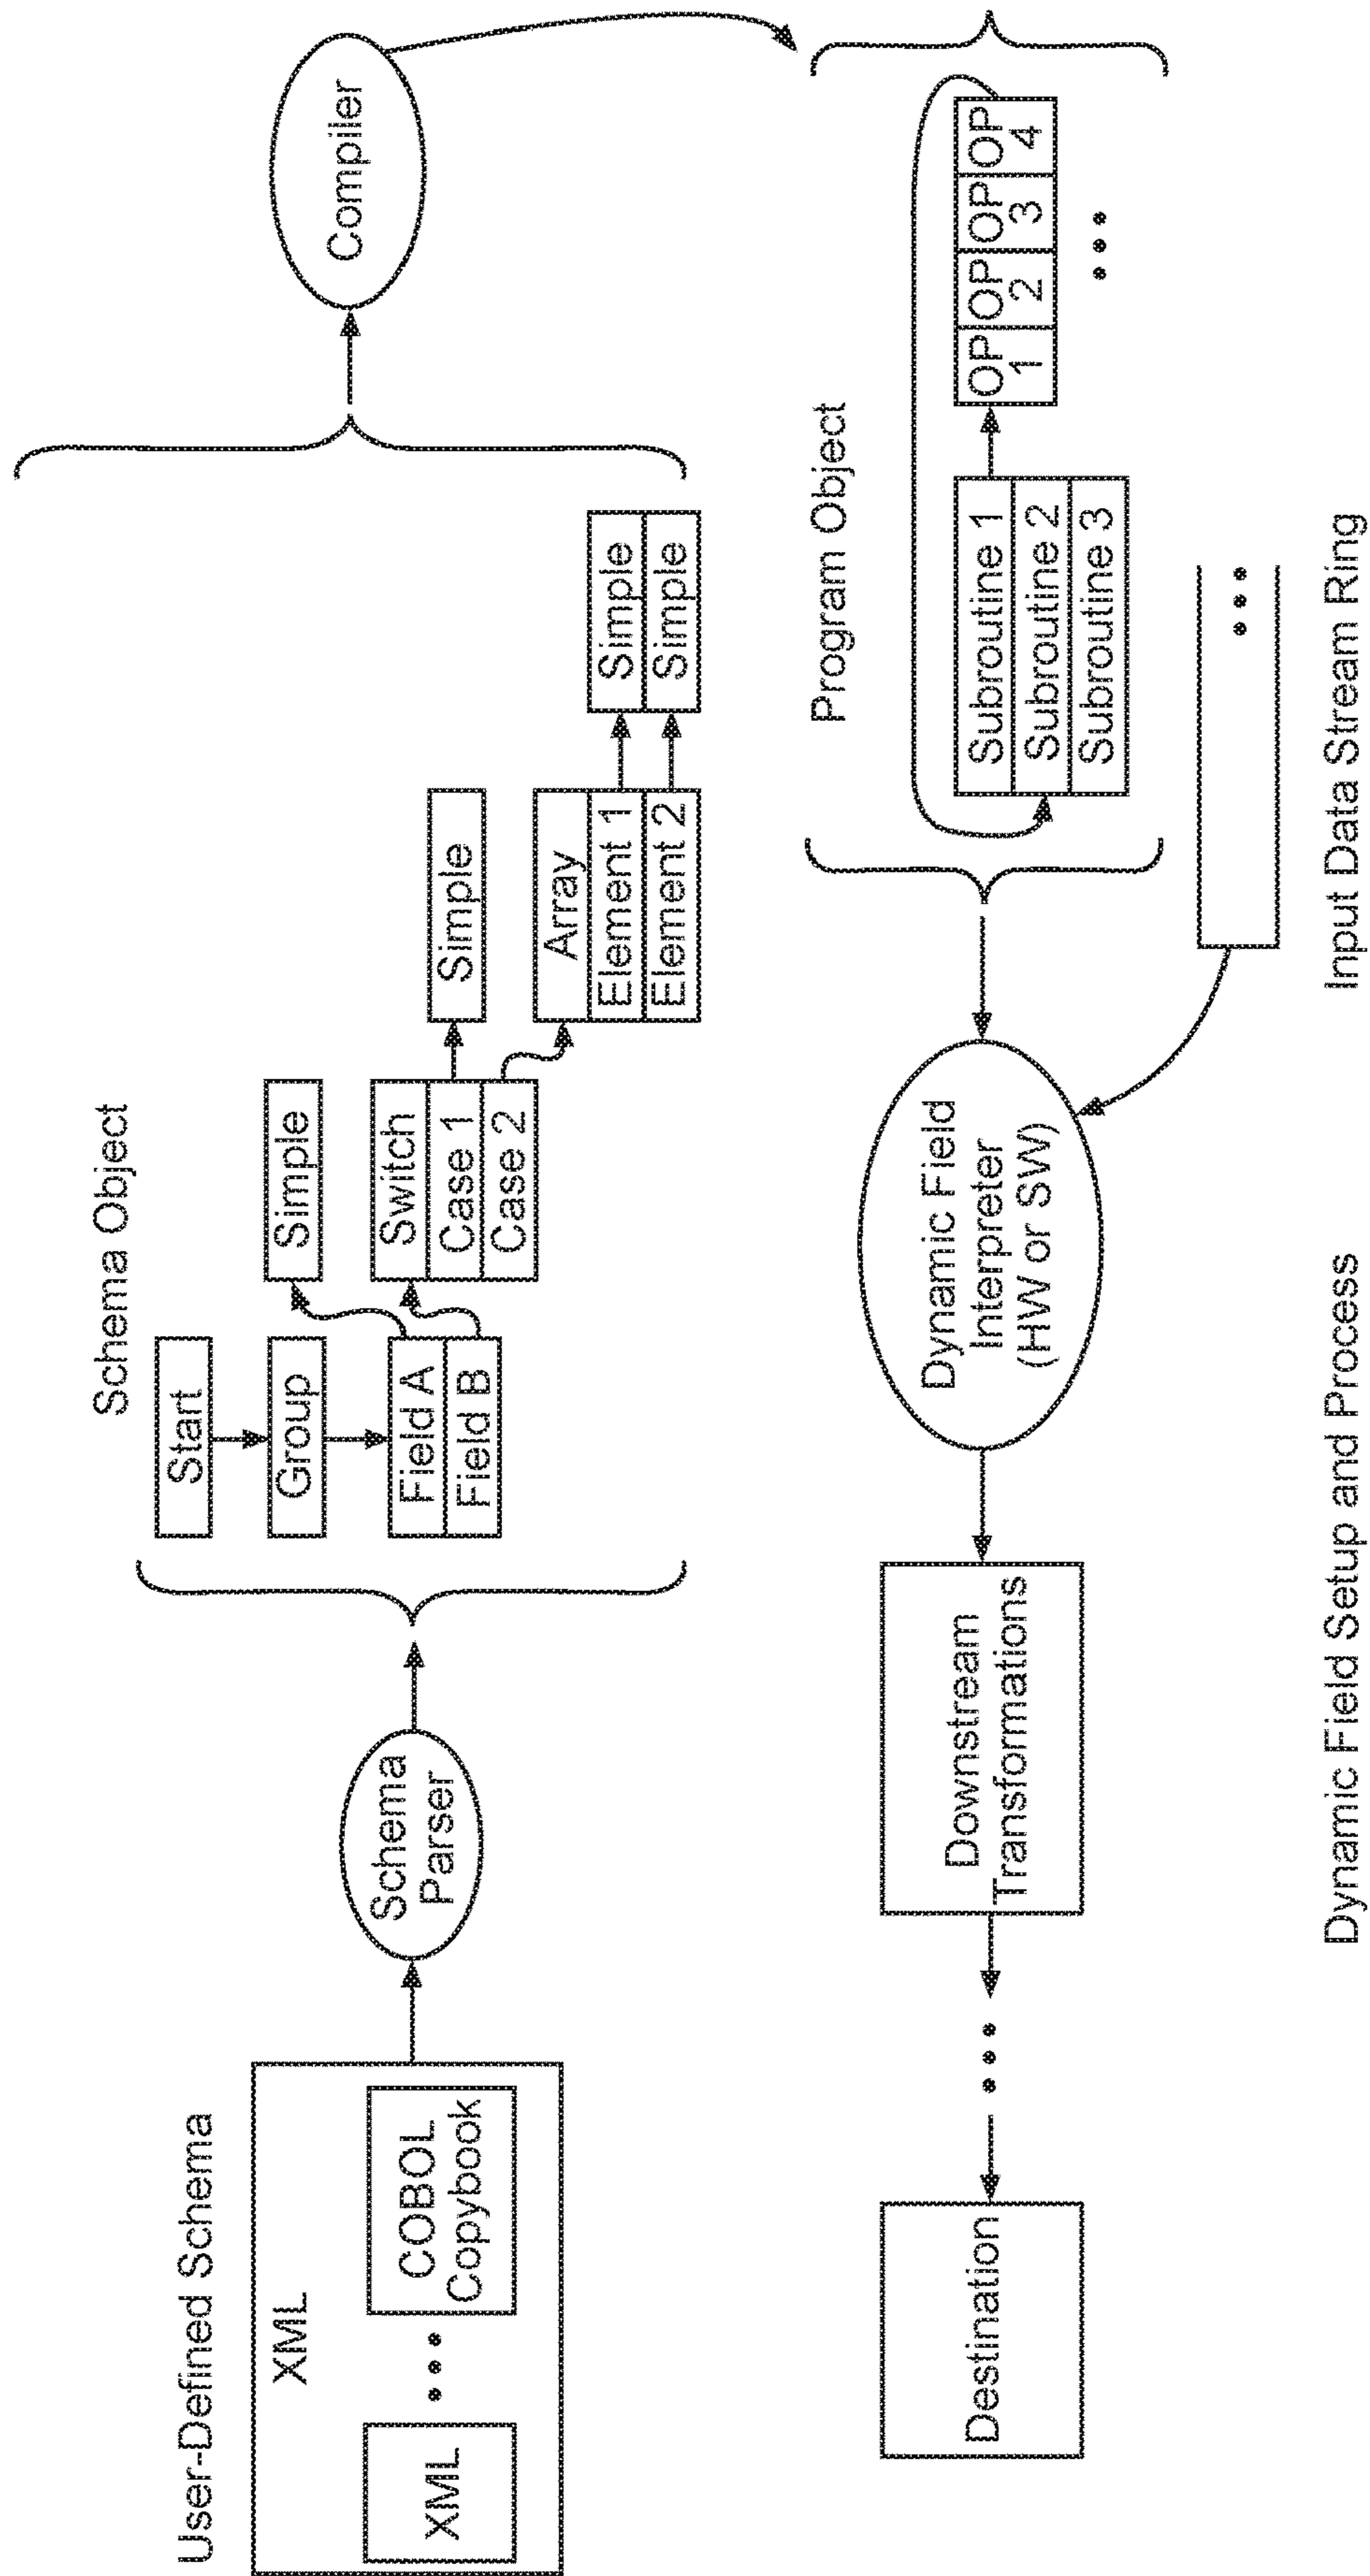 User-Defined Schema
XML
XML
COBOL
Copybook
Schema
Parser
Schema Object
Start
Group
Field A
Field B
Simple
Switch
Case 1
Case 2
Simple
Array
Element 1
Element 2
Simple
Simple
Compiler
Program Object
Subroutine 1
Subroutine 2
Subroutine 3
OP
1
OP
2
OP
3
OP
4
Input Data Stream Ring
Dynamic Field
Interpreter
(HW or SW)
Downstream
Transformations
Destination
Dynamic Field Setup and Process